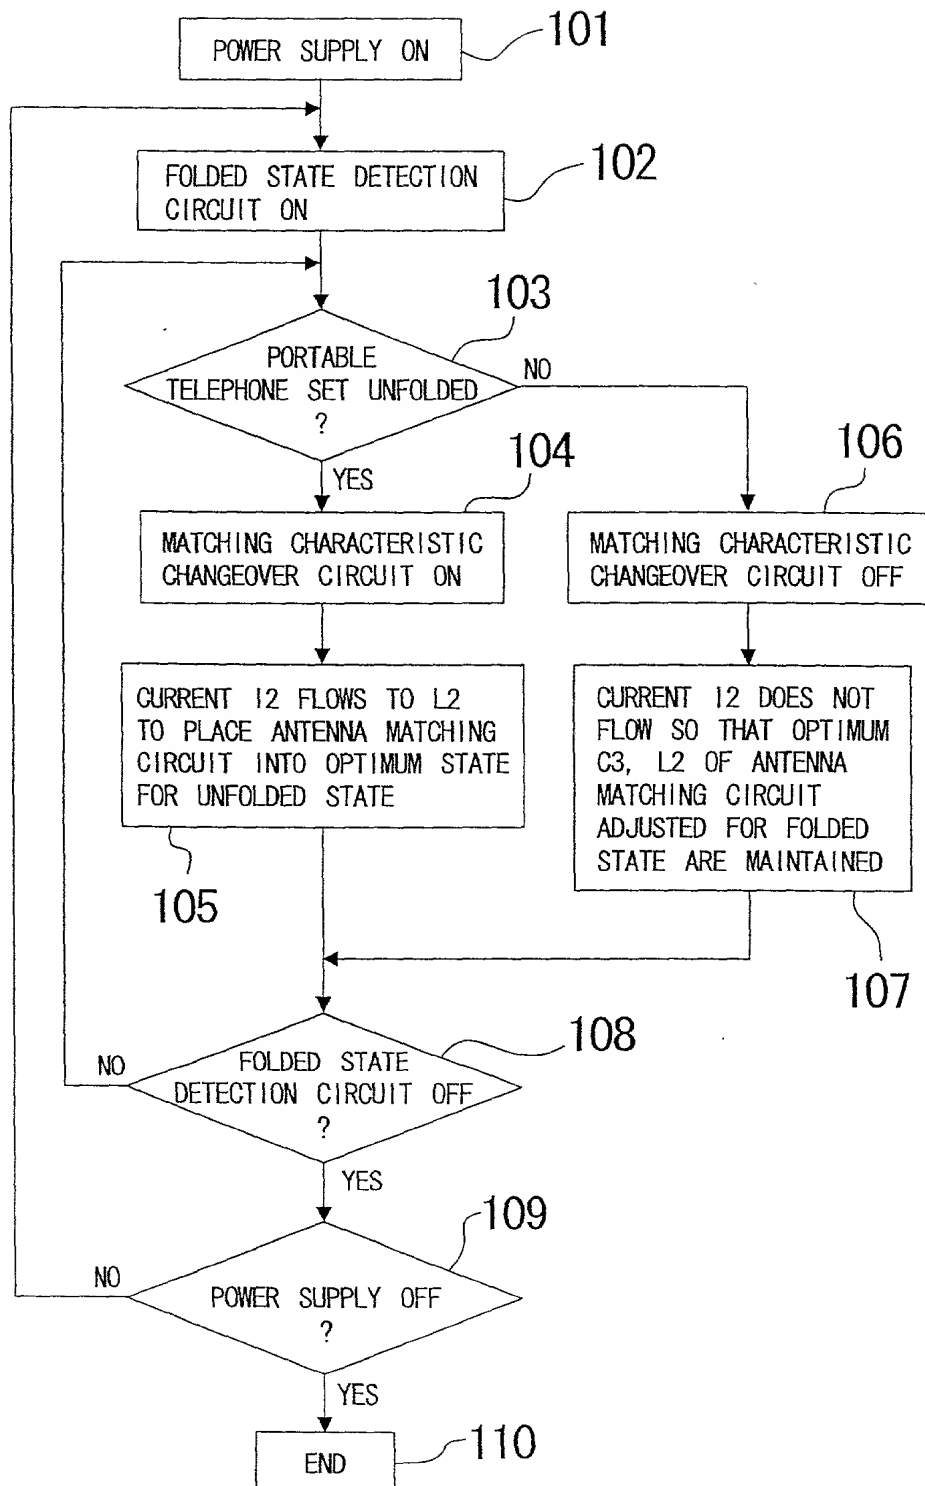 POWER SUPPLY ON
101
FOLDED STATE DETECTION
CIRCUIT ON
102
103
PORTABLE
TELEPHONE SET UNFOLDED
?
NO
YES
104
106
MATCHING CHARACTERISTIC
CHANGEOVER CIRCUIT ON
MATCHING CHARACTERISTIC
CHANGEOVER CIRCUIT OFF
CURRENT I2 FLOWS TO L2
TO PLACE ANTENNA MATCHING
CIRCUIT INTO OPTIMUM STATE
FOR UNFOLDED STATE
105
CURRENT I2 DOES NOT
FLOW SO THAT OPTIMUM
C3, L2 OF ANTENNA
MATCHING CIRCUIT
ADJUSTED FOR FOLDED
STATE ARE MAINTAINED
107
108
NO
FOLDED STATE
DETECTION CIRCUIT OFF
?
YES
109
NO
POWER SUPPLY OFF
?
YES
END
110